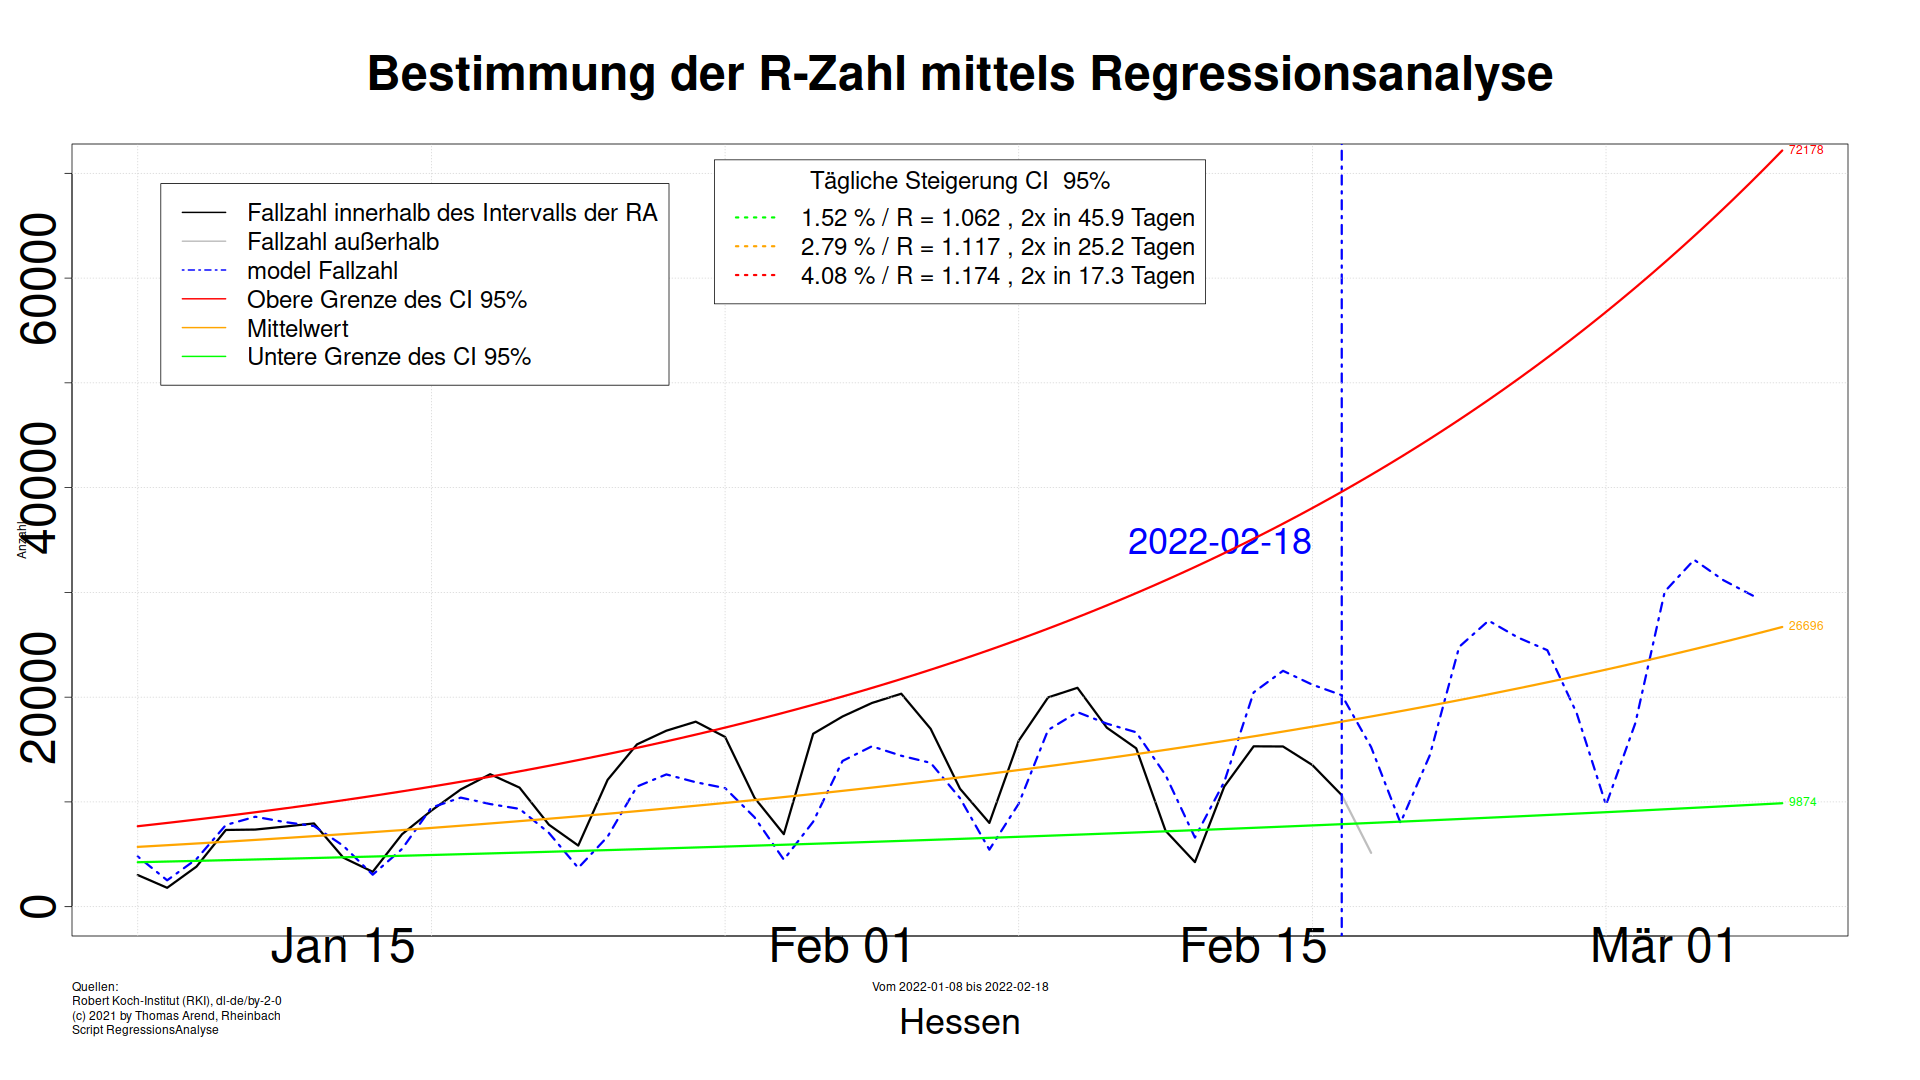 Bestimmung der R-Zahl mittels Regressionsanalyse
72178
Tägliche Steigerung CI  95%
1.52 % / R = 1.062 , 2x in 45.9 Tagen
2.79 % / R = 1.117 , 2x in 25.2 Tagen
4.08 % / R = 1.174 , 2x in 17.3 Tagen
Fallzahl innerhalb des Intervalls der RA
Fallzahl außerhalb
model Fallzahl
Obere Grenze des CI 95%
Mittelwert
Untere Grenze des CI 95%
60000
40000
20000
0
Anzahl
2022-02-18
26696
9874
Jan 15
Feb 01
Feb 15
Mär 01
Quellen:
Robert Koch-Institut (RKI), dl-de/by-2-0
(c) 2021 by Thomas Arend, Rheinbach
Script RegressionsAnalyse
Vom 2022-01-08 bis 2022-02-18
Hessen